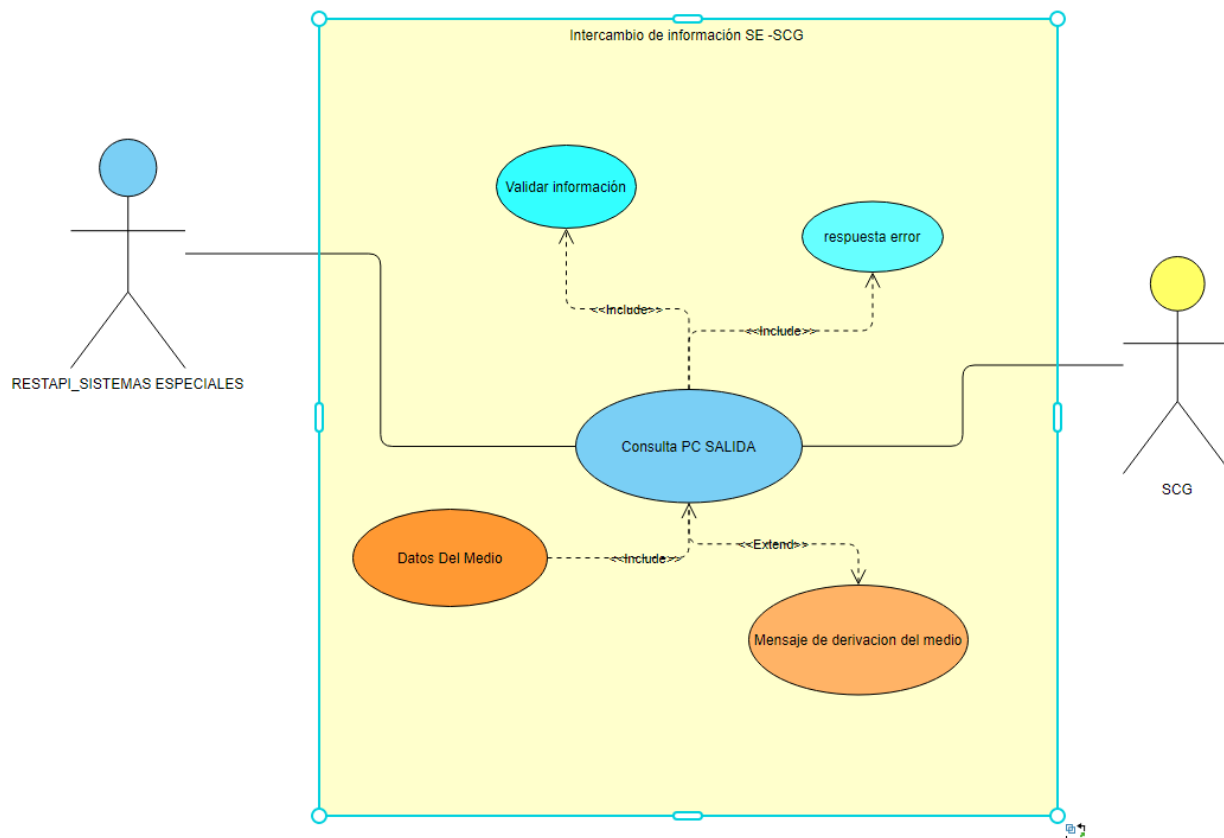 Intercambio de información SE -SCG
Validar información
respuesta error
<<Include>>
<<Include>>
RESTAPI_SISTEMAS ESPECIALES
Consulta PC SALIDA
SCG
Datos Del Medio
<<Include>>
<<Extend>>
Mensaje de derivacion del medio